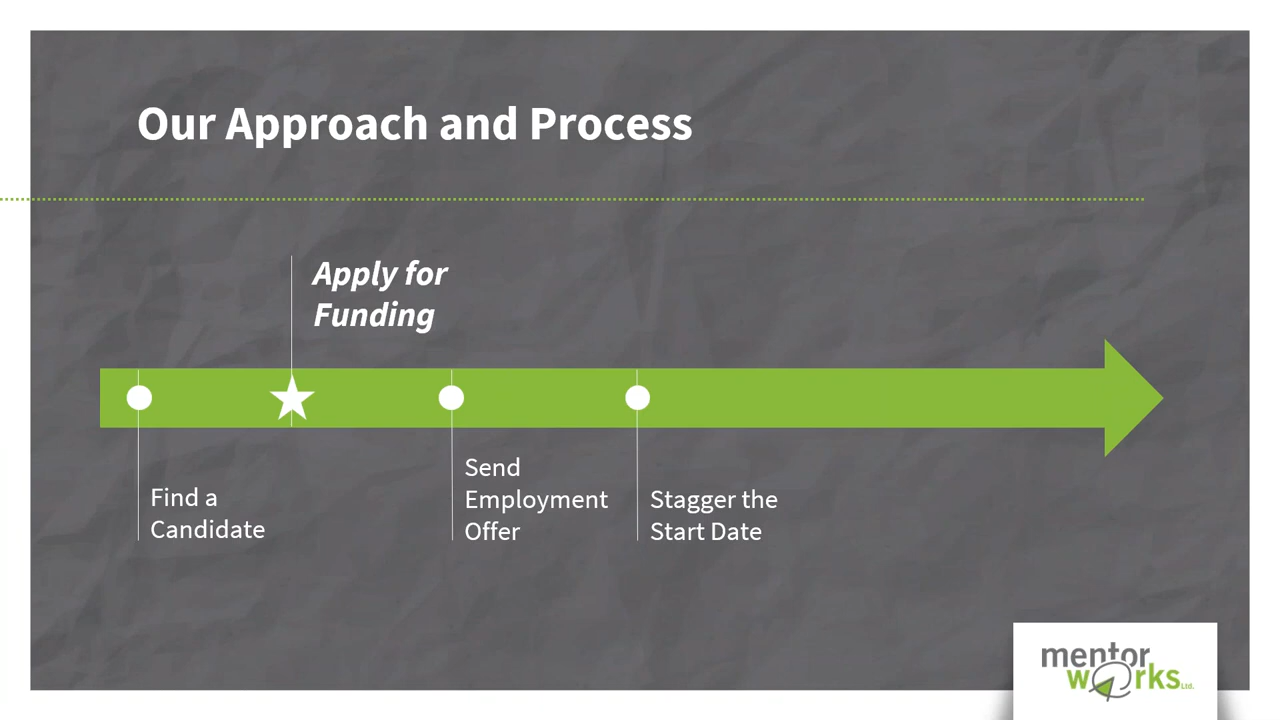 Our Approach and Process
Apply for
Funding
Find a
Candidate
Send
Employment
Offer
Stagger the
Start Date
mentor
works Ltd.